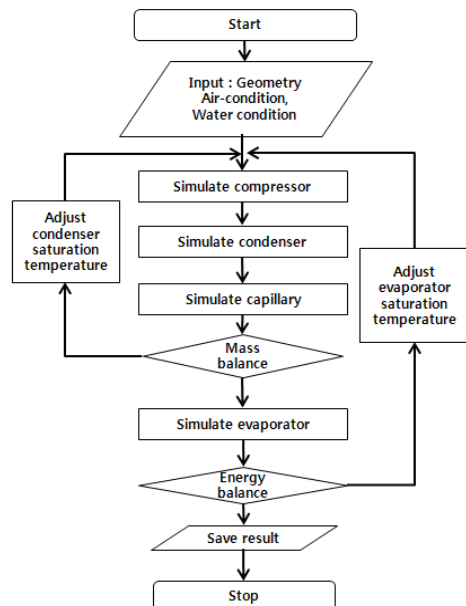 Start
Input : Geometry
Air-condition,
Water condition
Simulate compressor
Adjust
condenser
saturation
temperature
Simulate condenser
Adjust
evaporator
saturation
temperature
Simulate capillary
Mass
balance
Simulate evaporator
Energy
balance
Save result
Stop